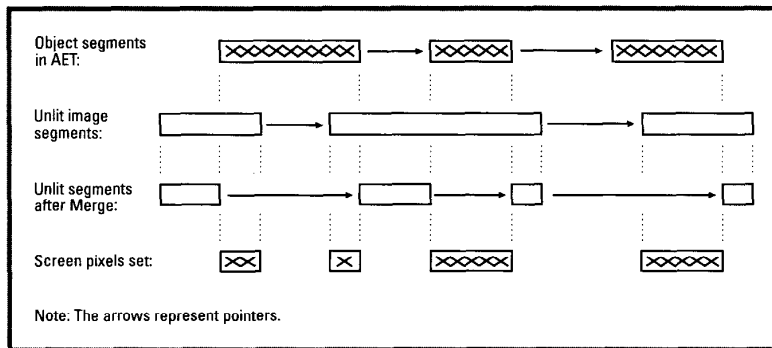 Object segments
in AET:
Unlit image
segments:
Unlit segments
after Merge:
Screen pixels set:
Note: The arrows represent pointers.